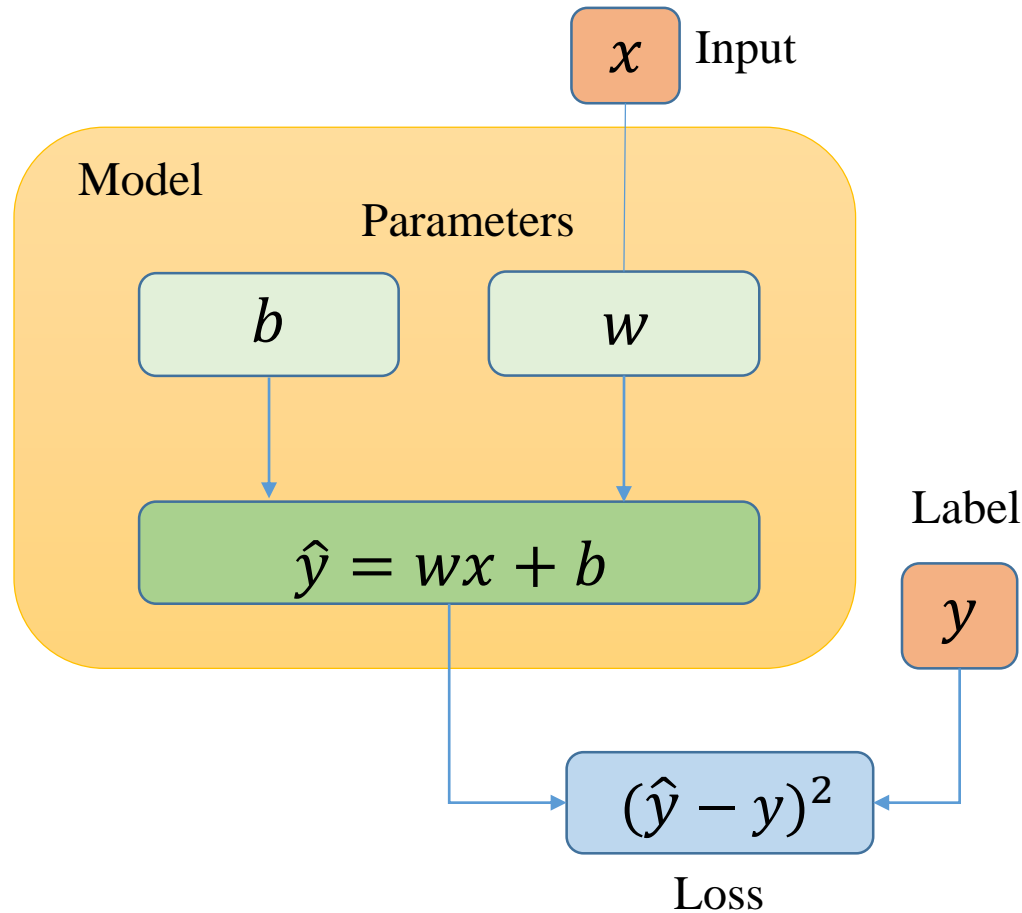 x Input
Model
Parameters
b
w
ŷ = wx + b
Label
y
(ŷ − y)²
Loss